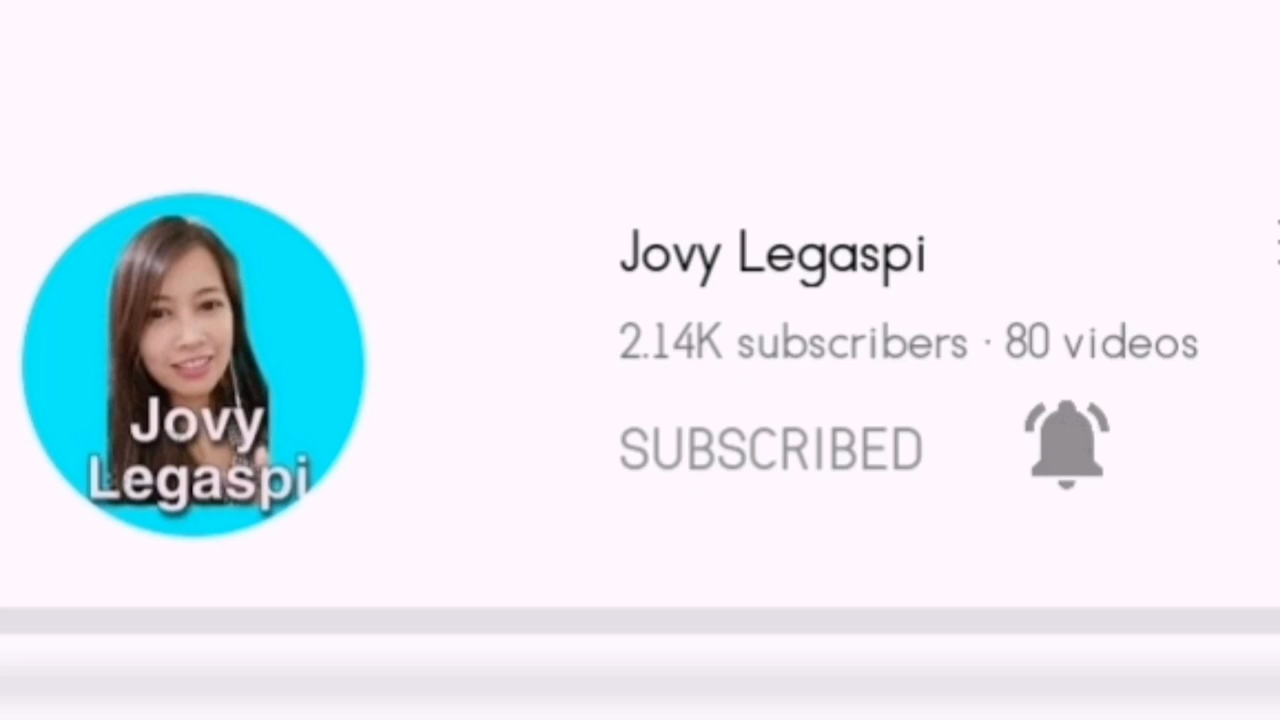 Jovy
Legaspi
Jovy Legaspi
2.14K subscribers · 80 videos
SUBSCRIBED